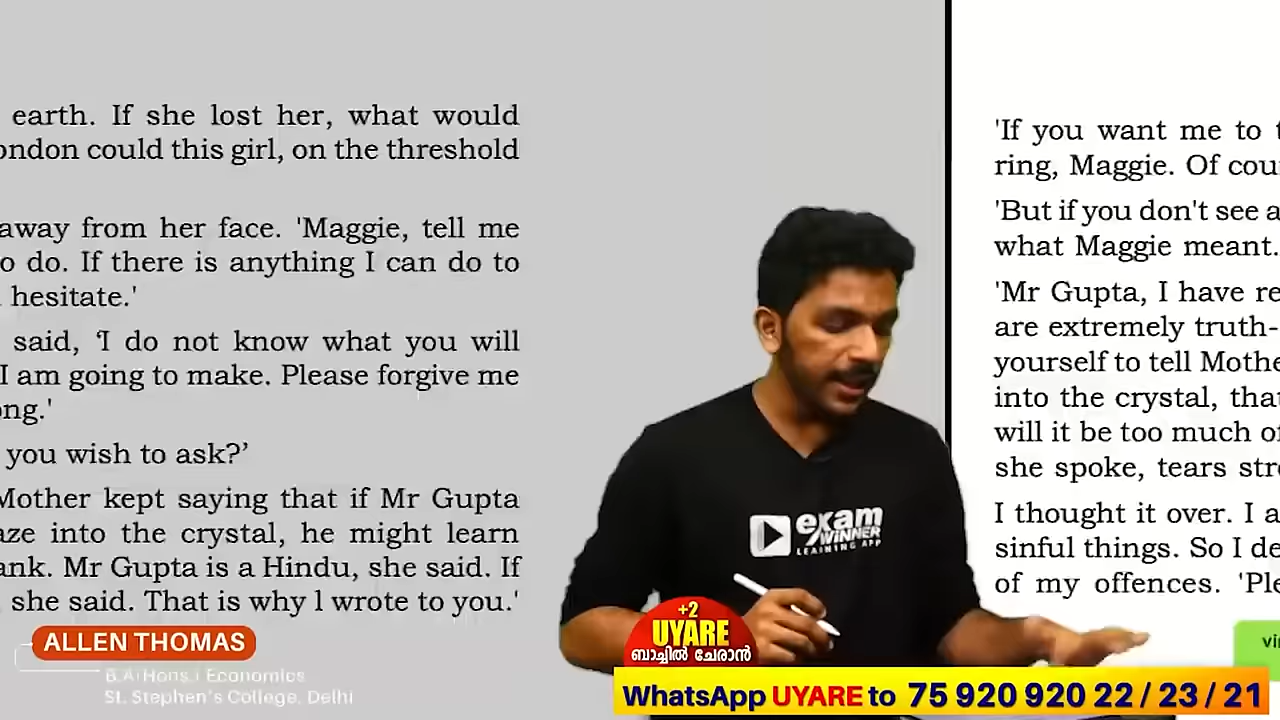 earth. If she lost her, what would
ondon could this girl, on the threshold
away from her face. 'Maggie, tell me
o do. If there is anything I can do to
hesitate.'
said, 'I do not know what you will
I am going to make. Please forgive me
ong.'
you wish to ask?'
Mother kept saying that if Mr Gupta
aze into the crystal, he might learn
ank. Mr Gupta is a Hindu, she said. If
she said. That is why l wrote to you.'
'If you want me to t
ring, Maggie. Of cou
'But if you don't see a
what Maggie meant.
'Mr Gupta, I have re
are extremely truth-
yourself to tell Mothe
into the crystal, tha
will it be too much of
she spoke, tears stre
I thought it over. I a
sinful things. So I de
of my offences. 'Ple
exam
WINNER
LEARNING APP
ALLEN THOMAS
B.A(Hons.) Economics
St. Stephen's College, Delhi
+2
UYARE
ബാച്ചിൽ ചേരാൻ
WhatsApp UYARE to 75 920 920 22 / 23 / 21
vi